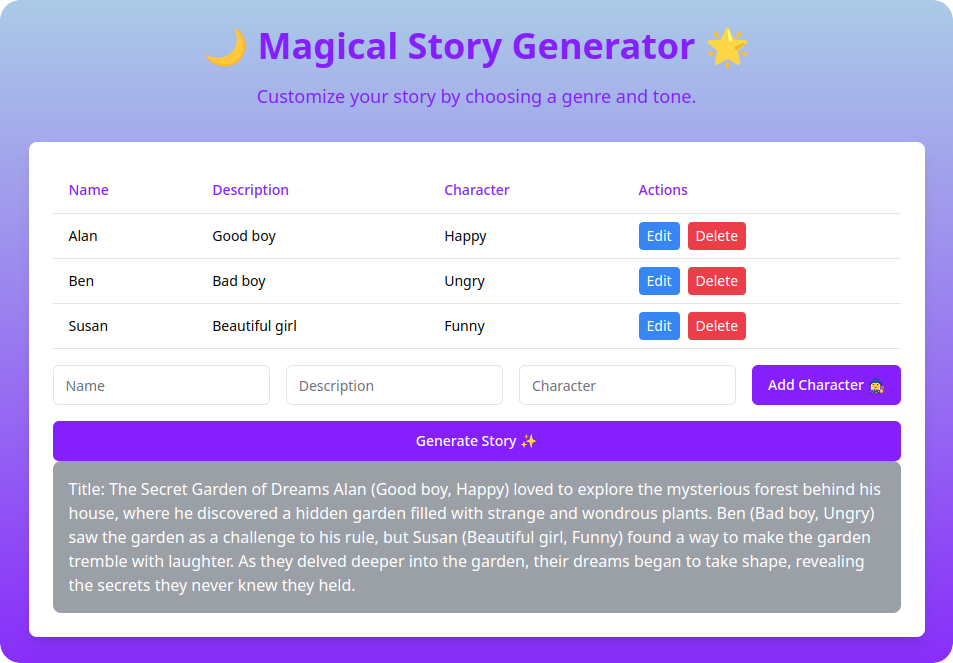 🌙 Magical Story Generator 🌟
Customize your story by choosing a genre and tone.
Name Description Character Actions
Alan Good boy Happy Edit Delete
Ben Bad boy Ungry Edit Delete
Susan Beautiful girl Funny Edit Delete
Name Description Character Add Character 🧙‍♀️
Generate Story ✨
Title: The Secret Garden of Dreams Alan (Good boy, Happy) loved to explore the mysterious forest behind his
house, where he discovered a hidden garden filled with strange and wondrous plants. Ben (Bad boy, Ungry)
saw the garden as a challenge to his rule, but Susan (Beautiful girl, Funny) found a way to make the garden
tremble with laughter. As they delved deeper into the garden, their dreams began to take shape, revealing
the secrets they never knew they held.